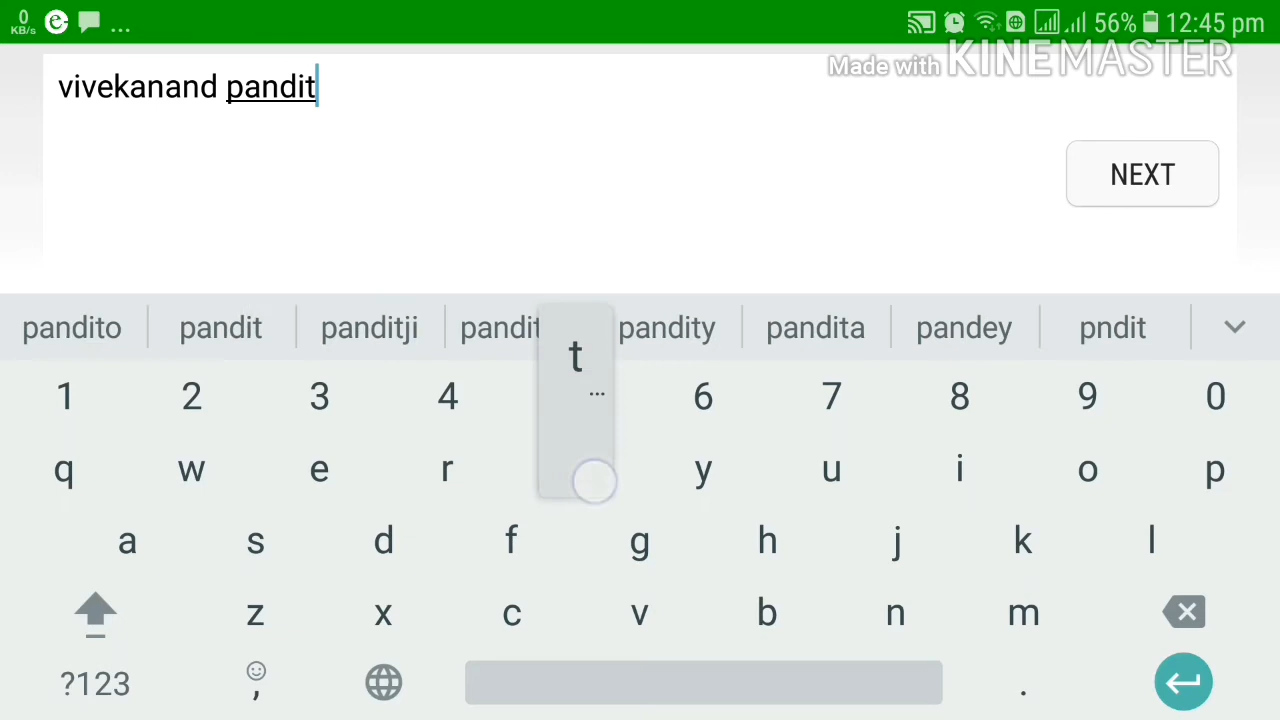 0 KB/s ... 56% 12:45 pm
Made with KINEMASTER
vivekanand pandit
NEXT
pandito pandit panditji pandit pandity pandita pandey pndit
t
...
1 2 3 4 6 7 8 9 0
q w e r y u i o p
a s d f g h j k l
z x c v b n m
?123 , .